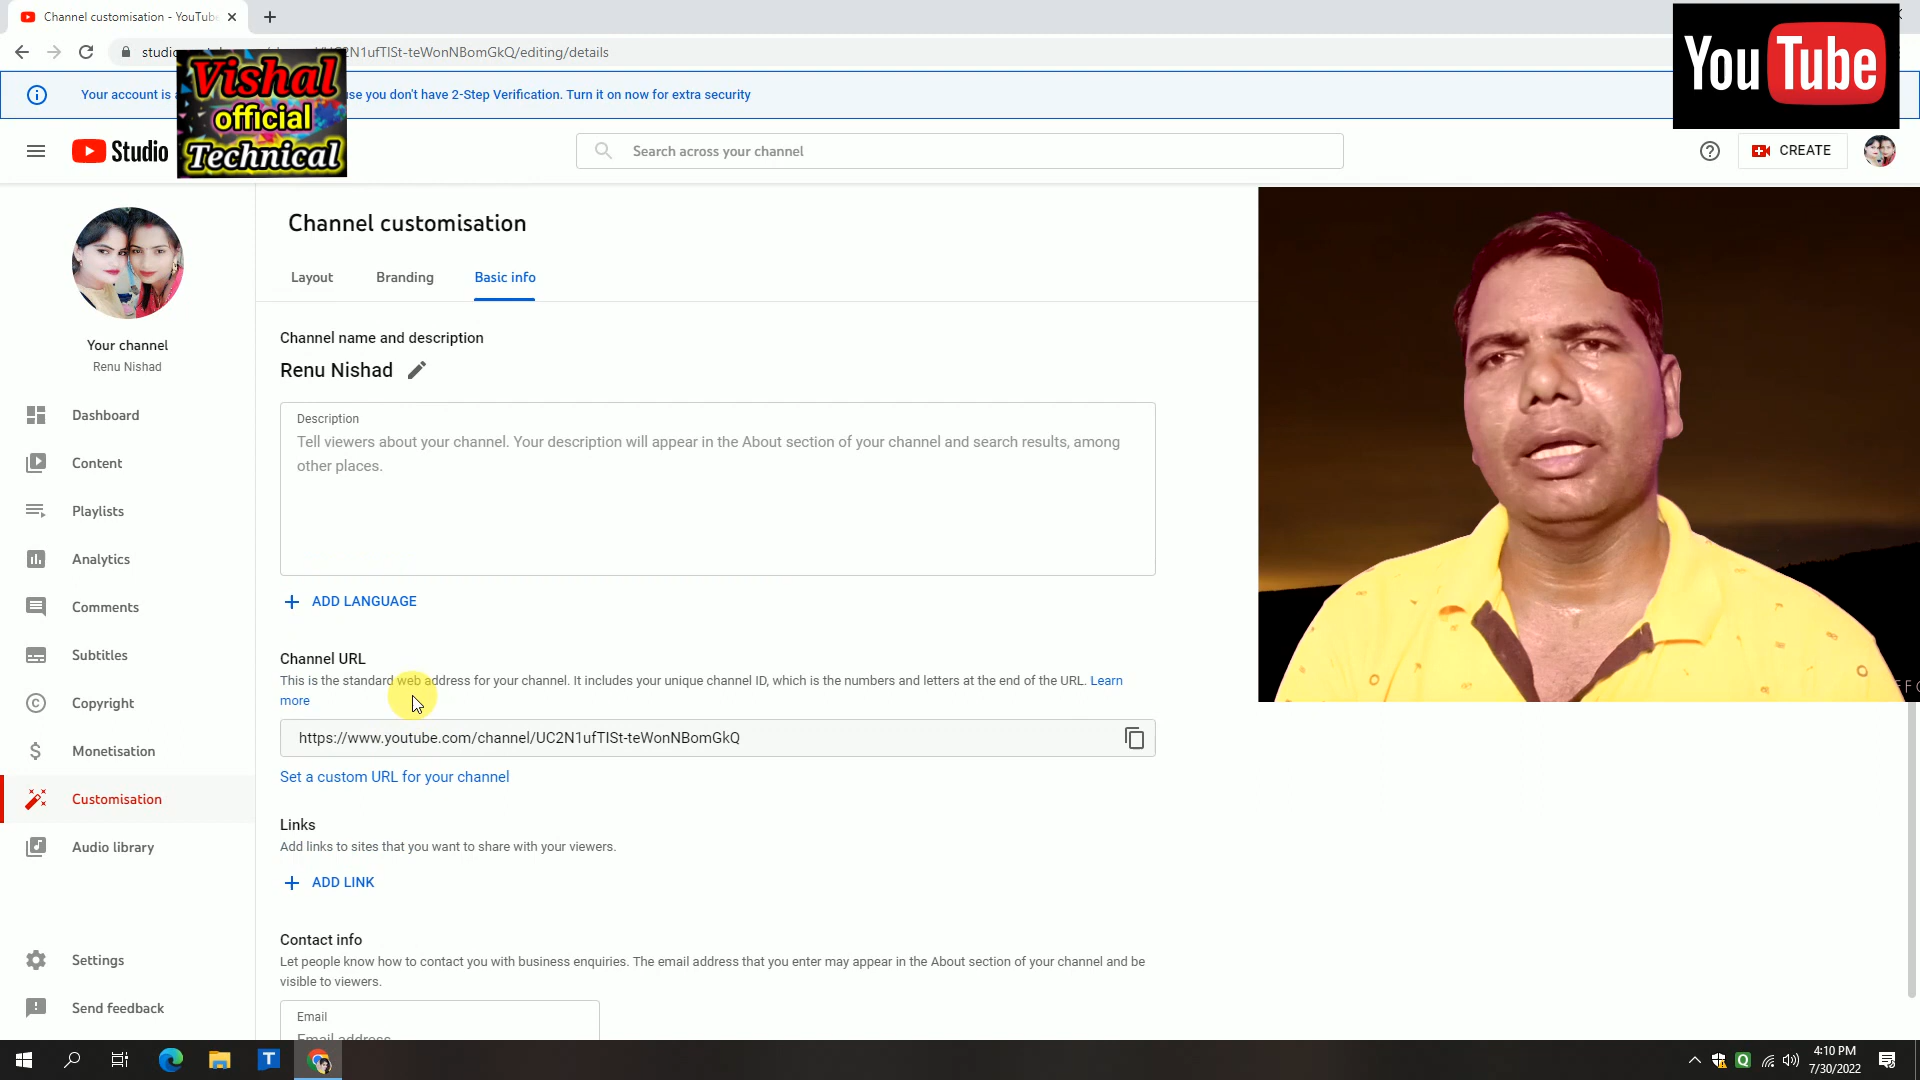 Channel customisation - YouTube
studio
N1ufTISt-teWonNBomGkQ/editing/details
You Tube
Your account is a
use you don't have 2-Step Verification. Turn it on now for extra security
Vishal
official
Technical
Studio
Search across your channel
CREATE
Channel customisation
Layout Branding Basic info
Your channel
Renu Nishad
Dashboard
Content
Playlists
Analytics
Comments
Subtitles
Copyright
Monetisation
Customisation
Audio library
Settings
Send feedback
Channel name and description
Renu Nishad
Description
Tell viewers about your channel. Your description will appear in the About section of your channel and search results, among
other places.
ADD LANGUAGE
Channel URL
This is the standard web address for your channel. It includes your unique channel ID, which is the numbers and letters at the end of the URL. Learn
more
https://www.youtube.com/channel/UC2N1ufTISt-teWonNBomGkQ
Set a custom URL for your channel
Links
Add links to sites that you want to share with your viewers.
ADD LINK
Contact info
Let people know how to contact you with business enquiries. The email address that you enter may appear in the About section of your channel and be
visible to viewers.
Email
Email address
4:10 PM
7/30/2022